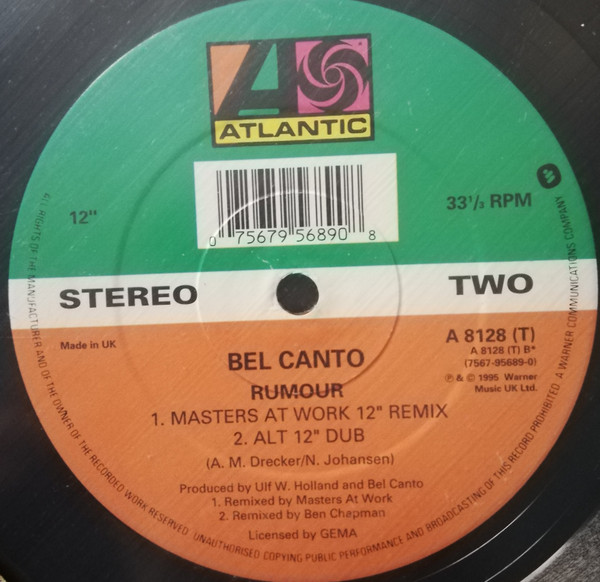 ATLANTIC
12"
33⅓ RPM
0 75679 56890 8
STEREO
TWO
Made in UK
A 8128 (T)
A 8128 (T) B*
(7567-95689-0)
℗ & © 1995 Warner
Music UK Ltd.
BEL CANTO
RUMOUR
1. MASTERS AT WORK 12" REMIX
2. ALT 12" DUB
(A. M. Drecker/N. Johansen)
Produced by Ulf W. Holland and Bel Canto
1. Remixed by Masters At Work
2. Remixed by Ben Chapman
Licensed by GEMA
ALL RIGHTS OF THE MANUFACTURER AND OF THE OWNER OF THE RECORDED WORK RESERVED. UNAUTHORISED COPYING PUBLIC PERFORMANCE AND BROADCASTING OF THIS RECORD PROHIBITED. A WARNER COMMUNICATIONS COMPANY